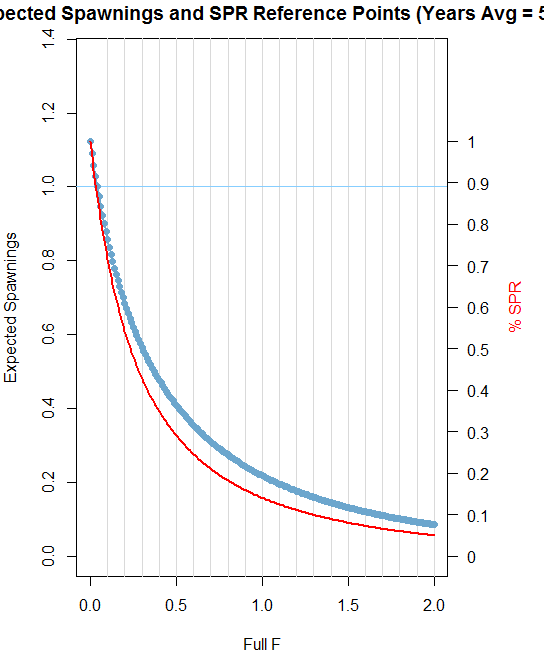 pected Spawnings and SPR Reference Points (Years Avg = 5
Expected Spawnings
0.0 0.2 0.4 0.6 0.8 1.0 1.2 1.4
% SPR
1
0.9
0.8
0.7
0.6
0.5
0.4
0.3
0.2
0.1
0
0.0 0.5 1.0 1.5 2.0
Full F